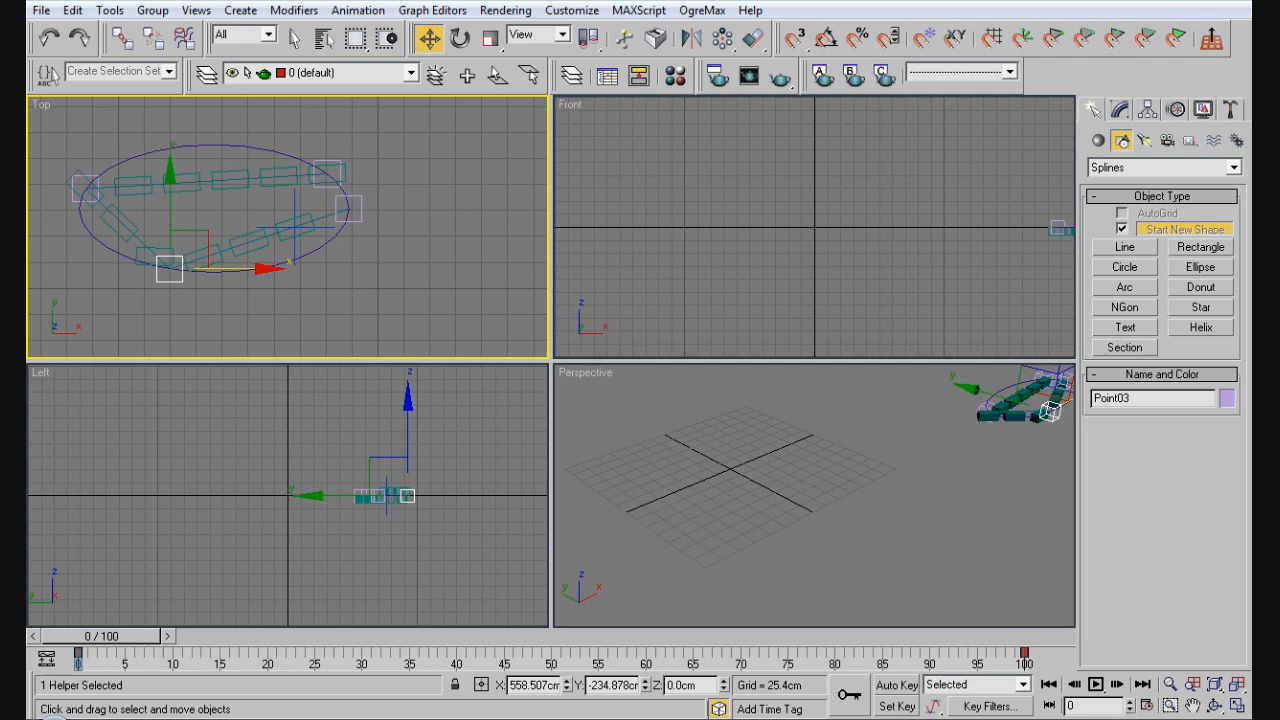 File Edit Tools Group Views Create Modifiers Animation Graph Editors Rendering Customize MAXScript OgreMax Help
All View XY
ABC Create Selection Set 0 (default) A B C
Top Front
y x
y z x z x
Left Perspective
z y
y
z y x z y x
0 / 100
0 5 10 15 20 25 30 35 40 45 50 55 60 65 70 75 80 85 90 95 100
1 Helper Selected X: 558.507cm Y: -234.878cm Z: 0.0cm Grid = 25.4cm Auto Key Selected
Click and drag to select and move objects Add Time Tag Set Key Key Filters... 0
Splines
- Object Type
AutoGrid
Start New Shape
Line Rectangle
Circle Ellipse
Arc Donut
NGon Star
Text Helix
Section
- Name and Color
Point03